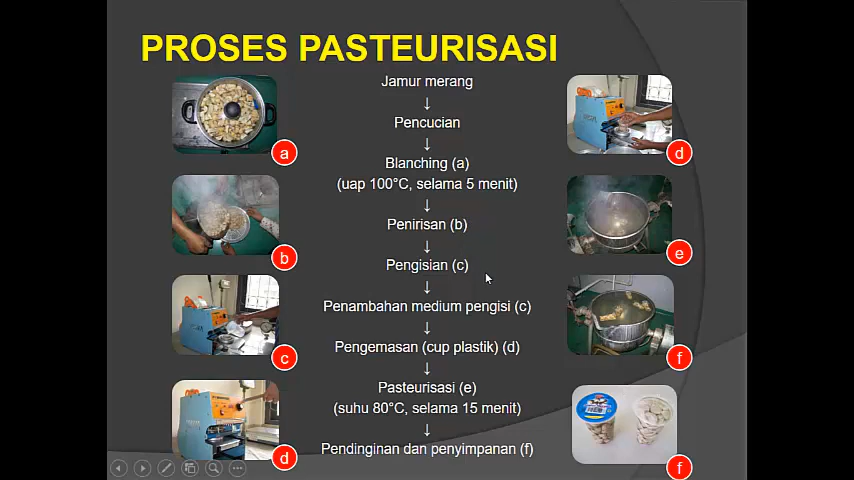 PROSES PASTEURISASI
Jamur merang
↓
Pencucian
↓
Blanching (a)
(uap 100°C, selama 5 menit)
↓
Penirisan (b)
↓
Pengisian (c)
↓
Penambahan medium pengisi (c)
↓
Pengemasan (cup plastik) (d)
↓
Pasteurisasi (e)
(suhu 80°C, selama 15 menit)
↓
Pendinginan dan penyimpanan (f)
a
b
c
d
d
e
f
f